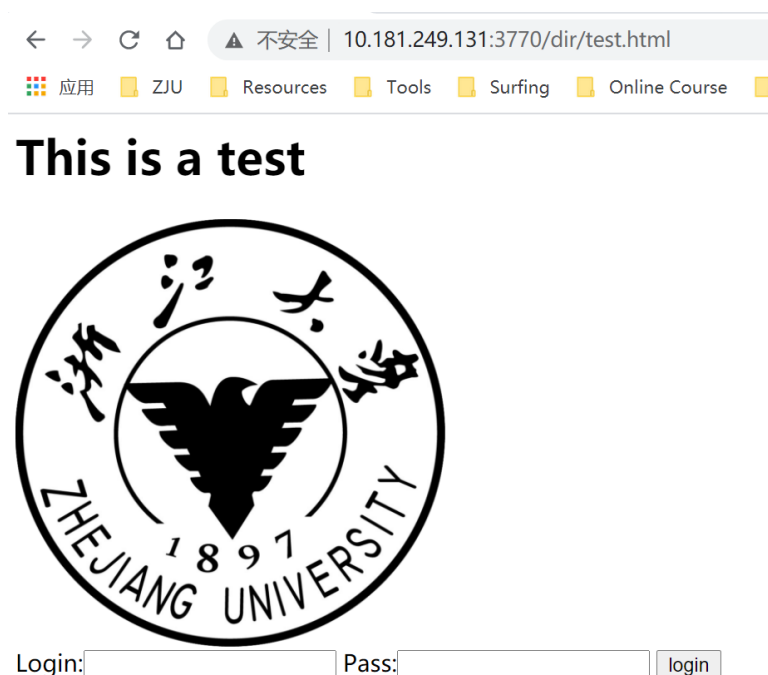 不安全 10.181.249.131:3770/dir/test.html
应用 ZJU Resources Tools Surfing Online Course
This is a test
浙江大學
ZHEJIANG UNIVERSITY
1897
Login: Pass: login